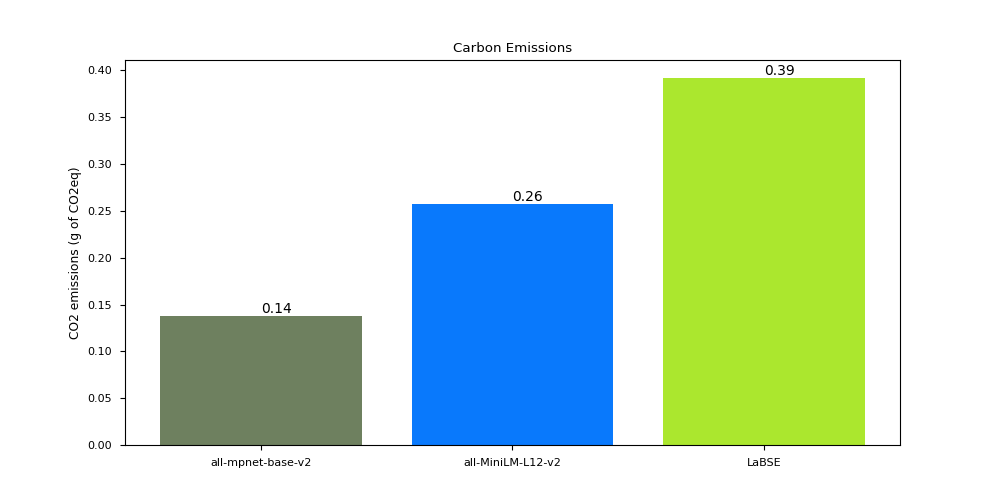 Carbon Emissions
CO2 emissions (g of CO2eq)
0.40
0.35
0.30
0.25
0.20
0.15
0.10
0.05
0.00
0.14
0.26
0.39
all-mpnet-base-v2
all-MiniLM-L12-v2
LaBSE